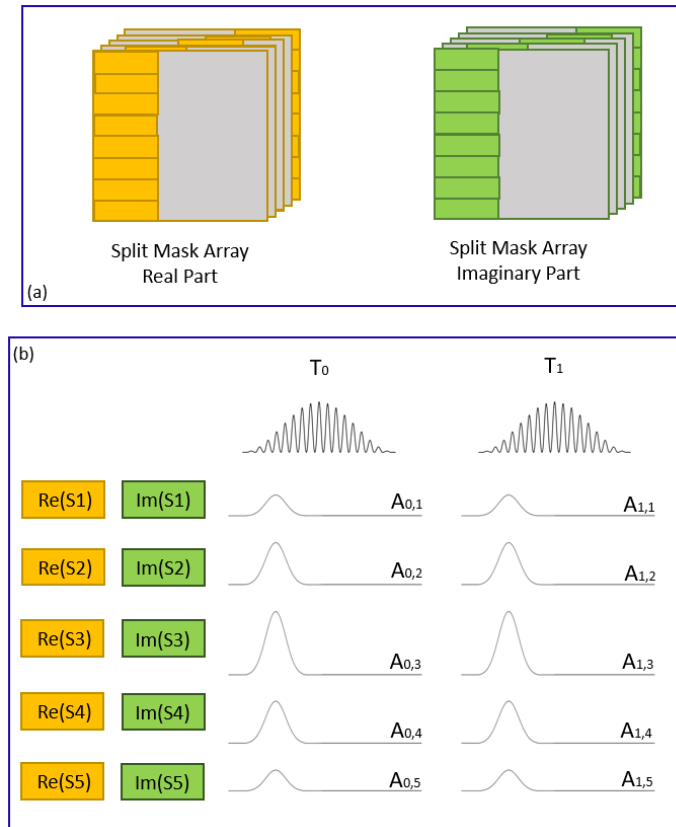 Split Mask Array
Real Part
Split Mask Array
Imaginary Part
(a)
(b)
T0
T1
Re(S1) Im(S1) A0,1 A1,1
Re(S2) Im(S2) A0,2 A1,2
Re(S3) Im(S3) A0,3 A1,3
Re(S4) Im(S4) A0,4 A1,4
Re(S5) Im(S5) A0,5 A1,5